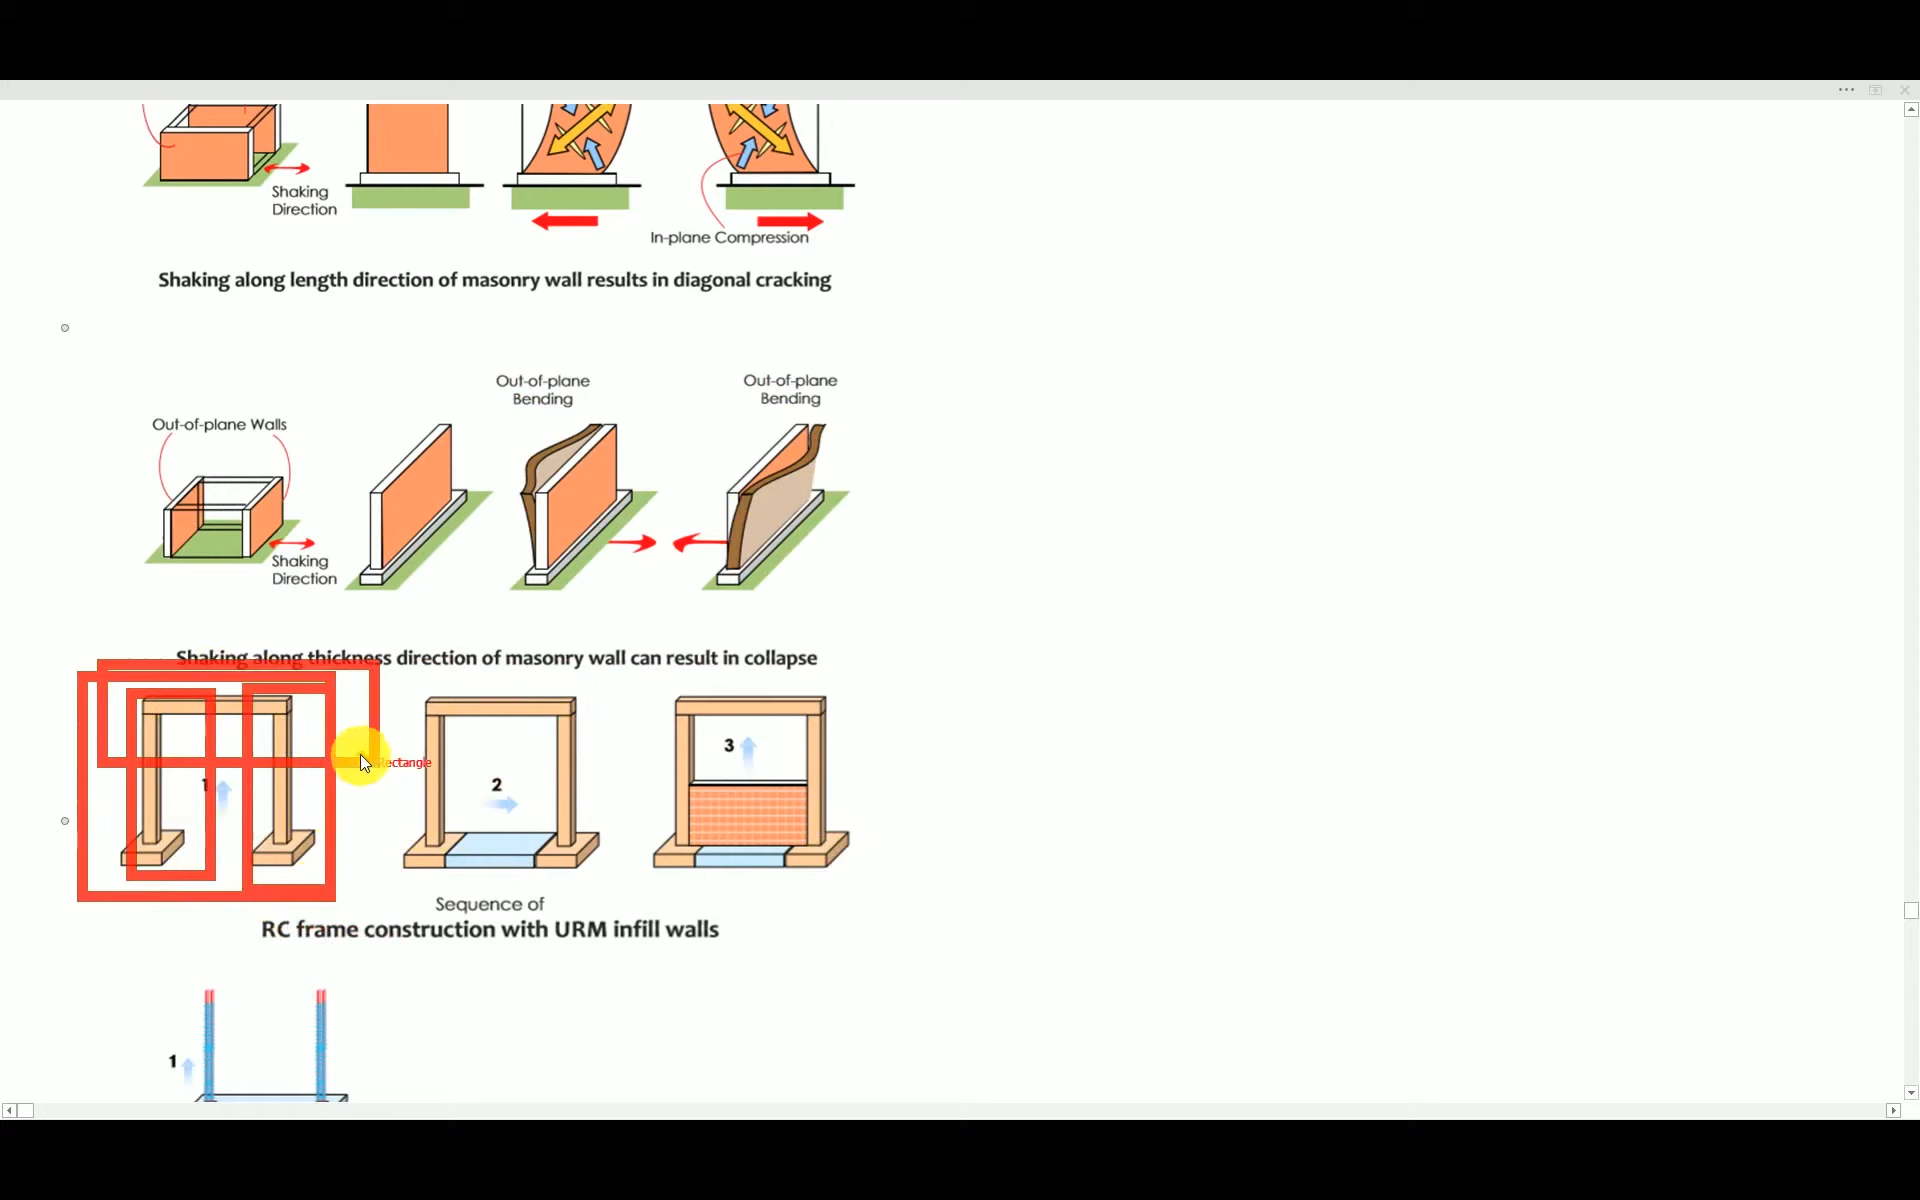 Shaking
Direction
In-plane Compression
Shaking along length direction of masonry wall results in diagonal cracking
Out-of-plane
Bending
Out-of-plane
Bending
Out-of-plane Walls
Shaking
Direction
Shaking along thickness direction of masonry wall can result in collapse
1
2
3
Rectangle
Sequence of
RC frame construction with URM infill walls
1